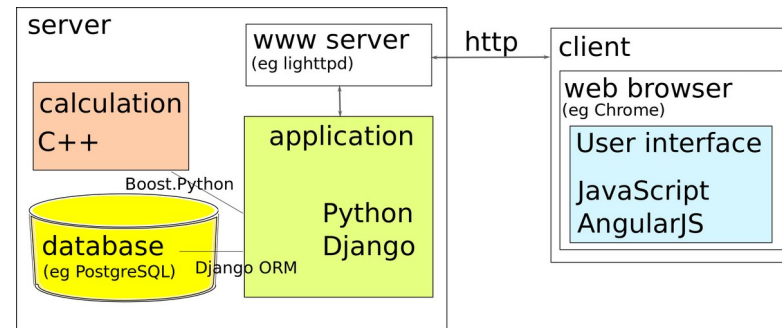 server
www server
(eg lighttpd)
http
client
web browser
(eg Chrome)
calculation
C++
application
User interface
JavaScript
AngularJS
Boost.Python
Python
Django
database
(eg PostgreSQL)
Django ORM